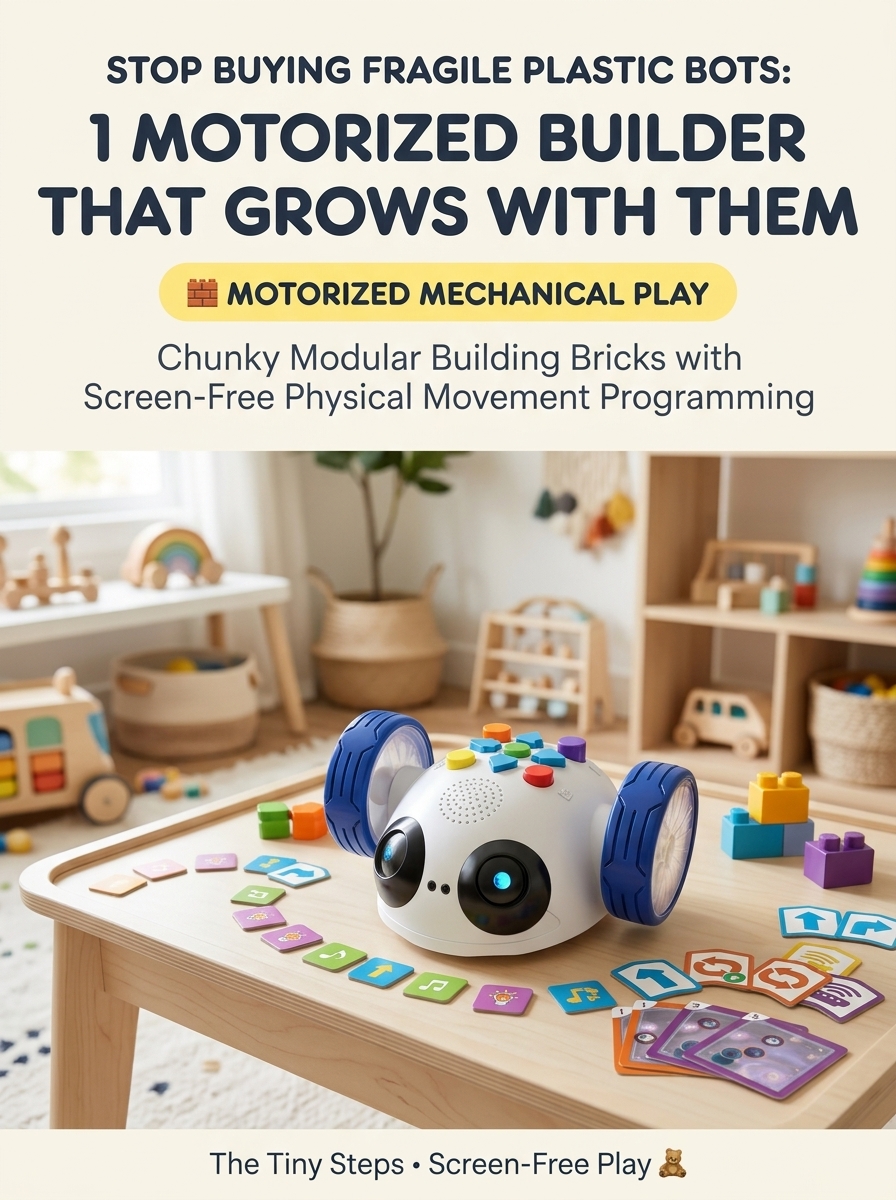 STOP BUYING FRAGILE PLASTIC BOTS:
1 MOTORIZED BUILDER
THAT GROWS WITH THEM
🧱 MOTORIZED MECHANICAL PLAY
Chunky Modular Building Bricks with
Screen-Free Physical Movement Programming
The Tiny Steps • Screen-Free Play 🧸